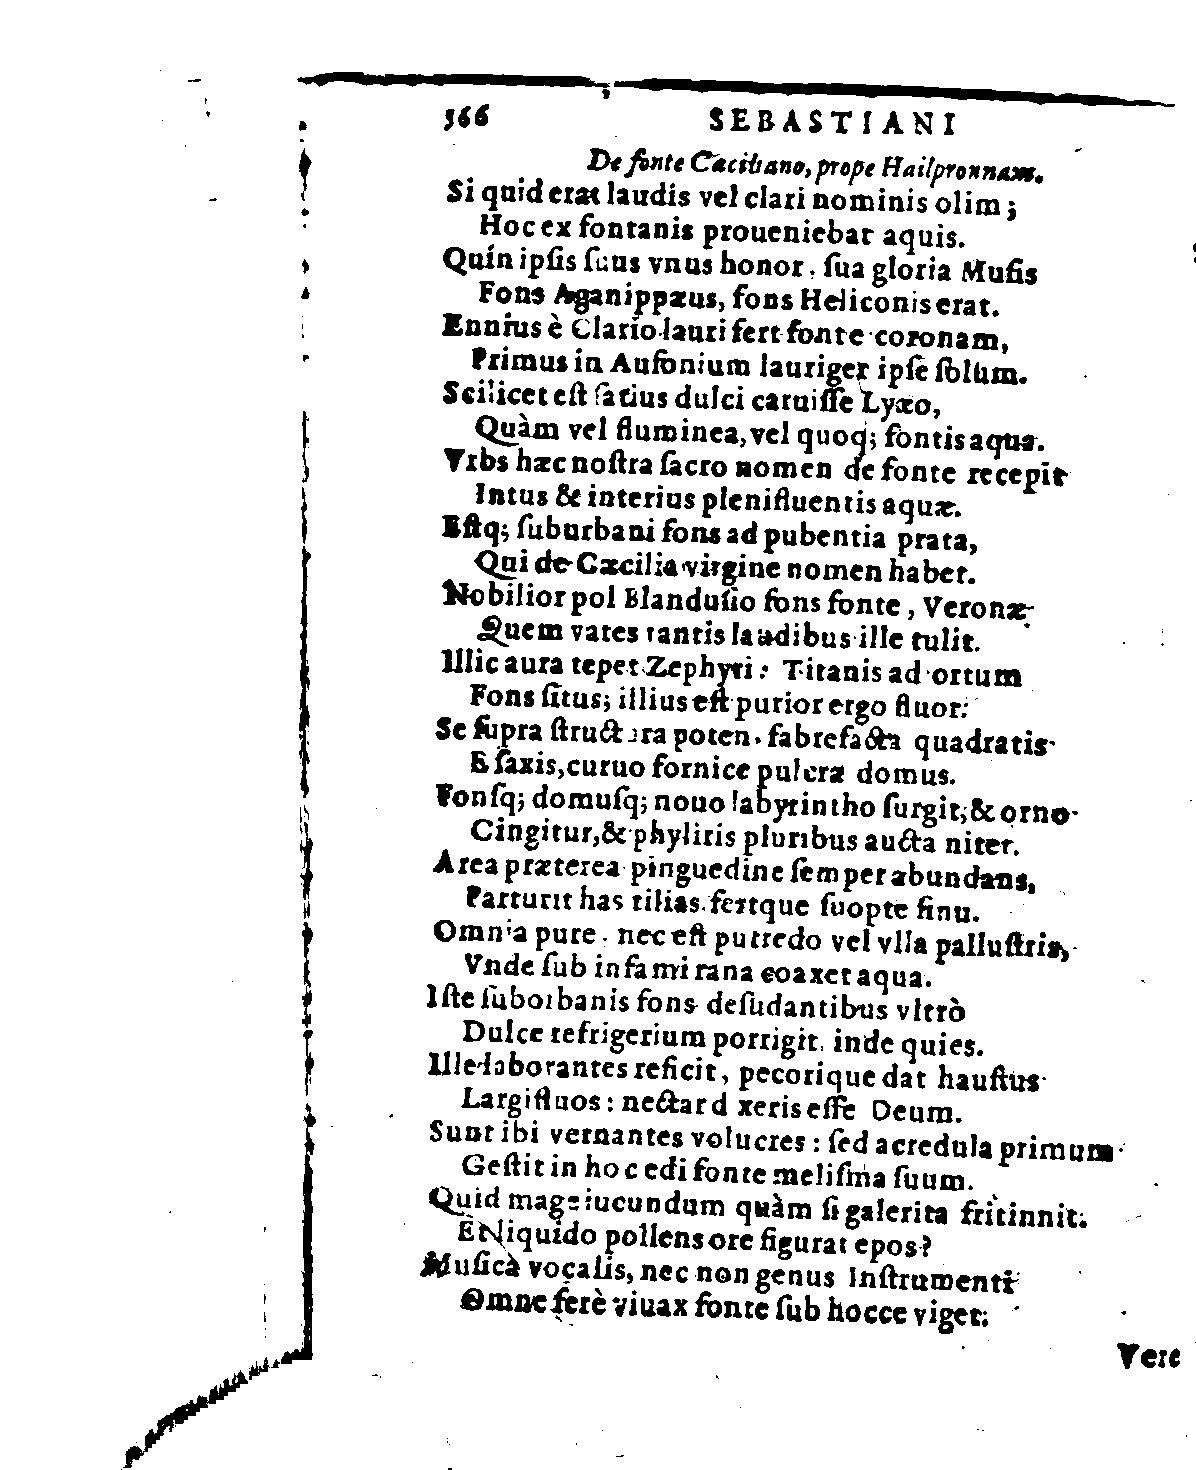 366 SEBASTIANI
De fonte Cæciliano, prope Hailpronnam.
Si quid erat laudis vel clari nominis olim;
Hoc ex fontanis proueniebat aquis.
Quin ipſis ſuus vnus honor, ſua gloria Muſis
Fons Aganippæus, fons Heliconis erat.
Ennius è Clario lauri fert fonte coronam,
Primus in Auſonium lauriger ipſe ſolum.
Scilicet eſt ſatius dulci caruiſſe Lyæo,
Quàm vel fluminea, vel quoq; fontis aqua.
Vrbs hæc noſtra ſacro nomen de fonte recepit
Intus & interius plenifluentis aquæ.
Eſtq; ſuburbani fons ad pubentia prata,
Qui de Cæcilia virgine nomen habet.
Nobilior pol Blanduſio fons fonte, Veronæ
Quem vates tantis laudibus ille tulit.
Illic aura tepet Zephyri: Titanis ad ortum
Fons ſitus; illius eſt purior ergo fluor:
Se ſupra ſtructura poten. fabrefacta quadratis
E ſaxis, curuo fornice pulcra domus.
Fonſq; domuſq; nouo labyrintho ſurgit; & orno
Cingitur, & phyliris pluribus aucta nitet.
Area præterea pinguedine ſemper abundans,
Parturit has tilias, fertque ſuopte ſinu.
Omnia pure, nec eſt putredo vel vlla palluſtris,
Vnde ſub infami rana coaxet aqua.
Iſte ſuborbanis fons deſudantibus vltrò
Dulce refrigerium porrigit, inde quies.
Ille laborantes reficit, pecorique dat hauſtus
Largifluos: nectar dixeris eſſe Deum.
Sunt ibi vernantes volucres: ſed acredula primum
Geſtit in hoc edi fonte meliſma ſuum.
Quid mage iucundum quàm ſi galerita fritinnit.
Et liquido pollens ore figurat epos?
Muſica vocalis, nec non genus Inſtrumenti
Omne ferè viuax fonte ſub hocce viget:
Vere